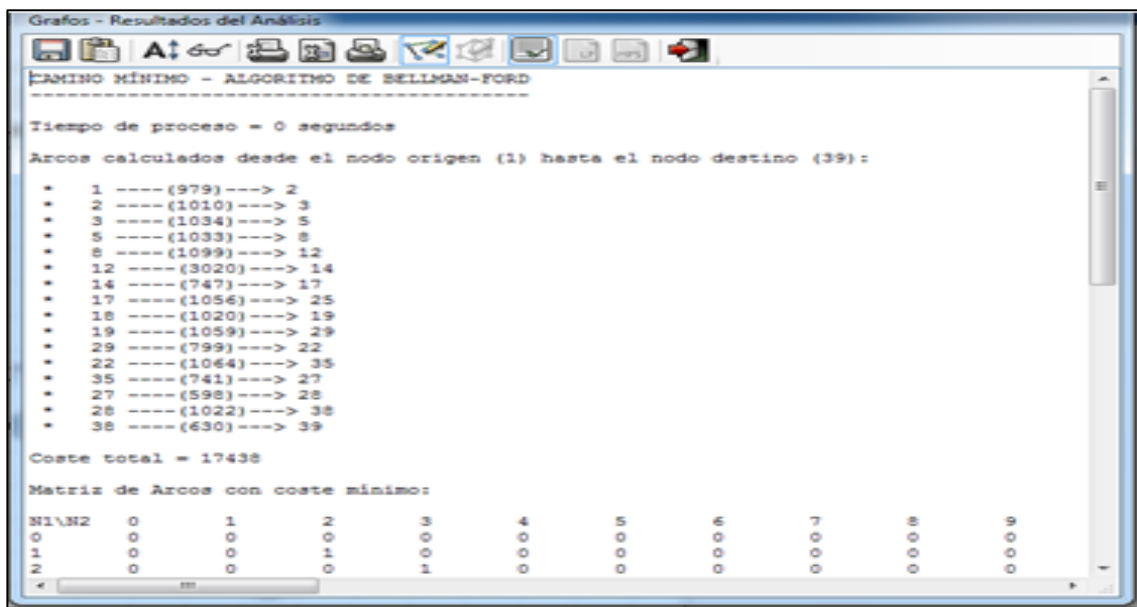 Grafos - Resultados del Análisis
CAMINO MÍNIMO - ALGORITMO DE BELLMAN-FORD
-----------------------------------------
Tiempo de proceso = 0 segundos
Arcos calculados desde el nodo origen (1) hasta el nodo destino (39):
* 1 ----(979)---> 2
* 2 ----(1010)---> 3
* 3 ----(1034)---> 5
* 5 ----(1033)---> 8
* 8 ----(1099)---> 12
* 12 ----(3020)---> 14
* 14 ----(747)---> 17
* 17 ----(1056)---> 25
* 18 ----(1020)---> 19
* 19 ----(1059)---> 29
* 29 ----(799)---> 22
* 22 ----(1064)---> 35
* 35 ----(741)---> 27
* 27 ----(598)---> 28
* 28 ----(1022)---> 38
* 38 ----(630)---> 39
Coste total = 17438
Matriz de Arcos con coste mínimo:
N1\N2 0 1 2 3 4 5 6 7 8 9
0 0 0 0 0 0 0 0 0 0 0
1 0 0 1 0 0 0 0 0 0 0
2 0 0 0 1 0 0 0 0 0 0